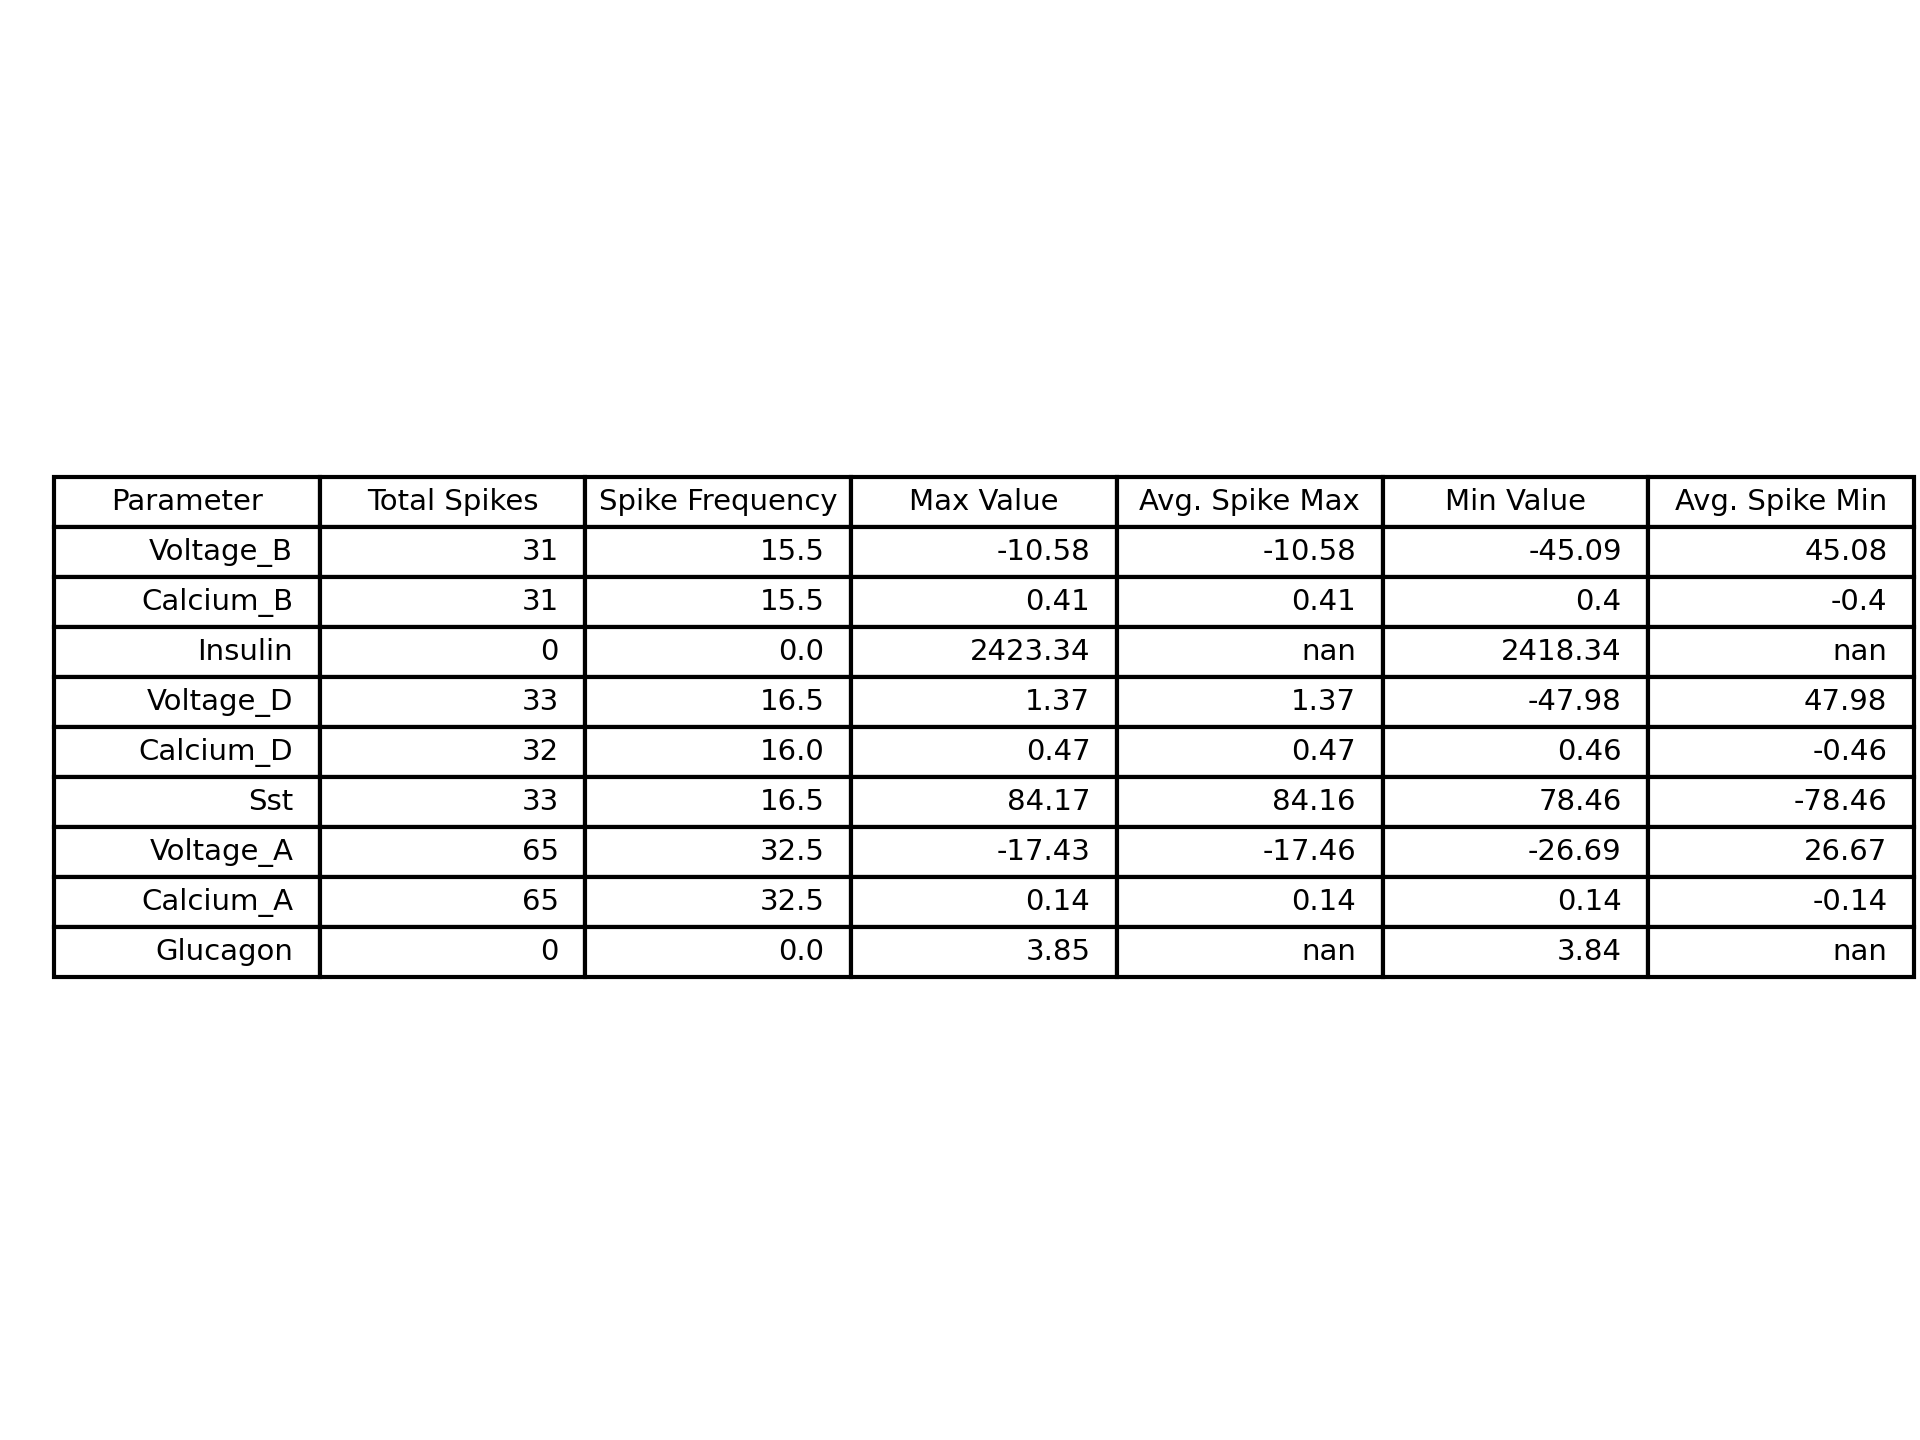 Parameter Total Spikes Spike Frequency Max Value Avg. Spike Max Min Value Avg. Spike Min
Voltage_B 31 15.5 -10.58 -10.58 -45.09 45.08
Calcium_B 31 15.5 0.41 0.41 0.4 -0.4
Insulin 0 0.0 2423.34 nan 2418.34 nan
Voltage_D 33 16.5 1.37 1.37 -47.98 47.98
Calcium_D 32 16.0 0.47 0.47 0.46 -0.46
Sst 33 16.5 84.17 84.16 78.46 -78.46
Voltage_A 65 32.5 -17.43 -17.46 -26.69 26.67
Calcium_A 65 32.5 0.14 0.14 0.14 -0.14
Glucagon 0 0.0 3.85 nan 3.84 nan